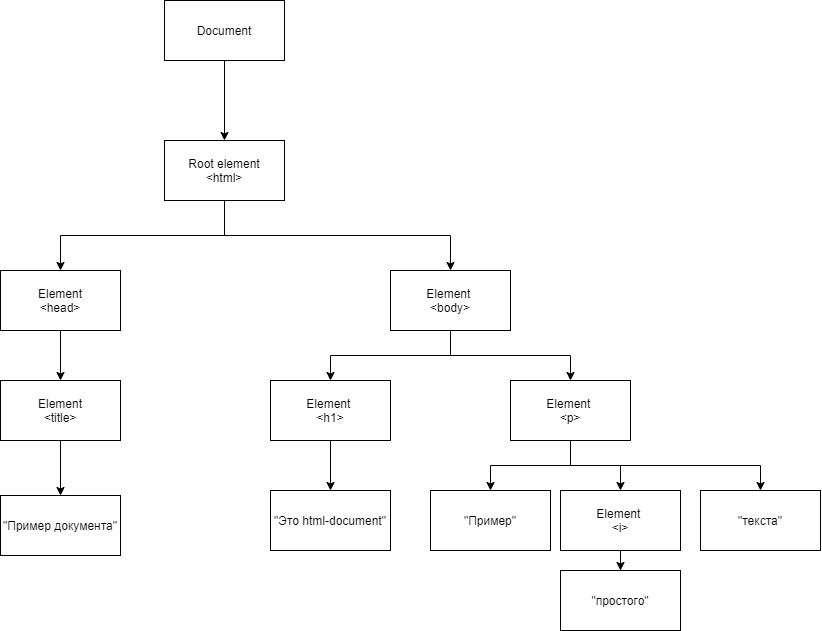 Document
Root element
<html>
Element
<head>
Element
<body>
Element
<title>
Element
<h1>
Element
<p>
"Пример документа"
"Это html-document"
"Пример"
Element
<i>
"текста"
"простого"